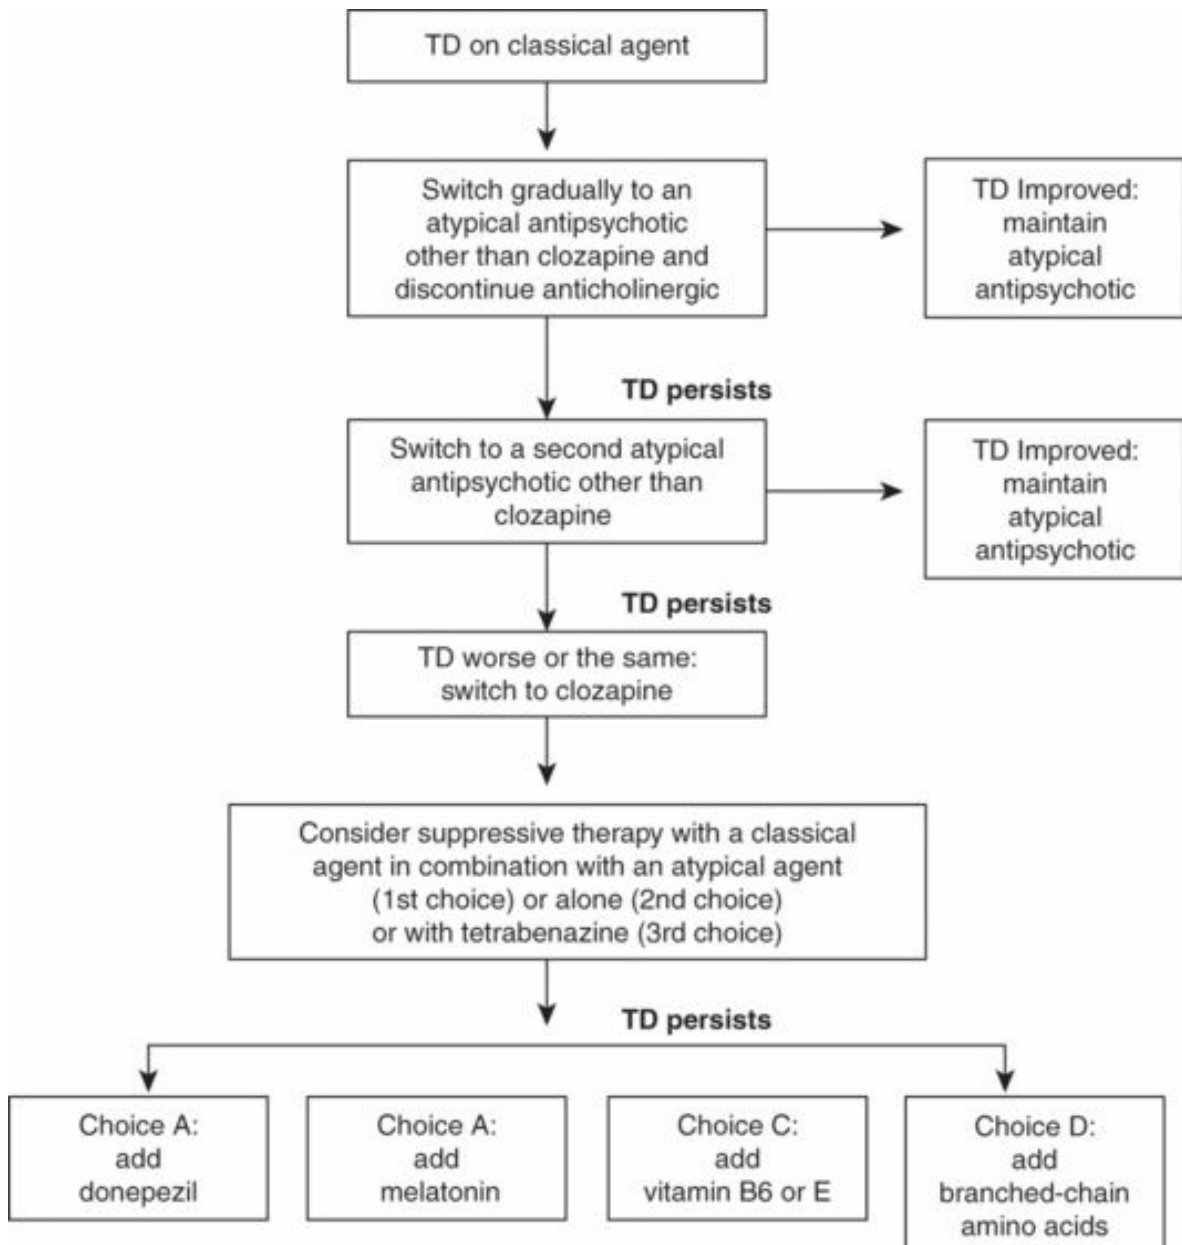 TD on classical agent
Switch gradually to an
atypical antipsychotic
other than clozapine and
discontinue anticholinergic
TD Improved:
maintain
atypical
antipsychotic
TD persists
Switch to a second atypical
antipsychotic other than
clozapine
TD Improved:
maintain
atypical
antipsychotic
TD persists
TD worse or the same:
switch to clozapine
Consider suppressive therapy with a classical
agent in combination with an atypical agent
(1st choice) or alone (2nd choice)
or with tetrabenazine (3rd choice)
TD persists
Choice A:
add
donepezil
Choice A:
add
melatonin
Choice C:
add
vitamin B6 or E
Choice D:
add
branched-chain
amino acids